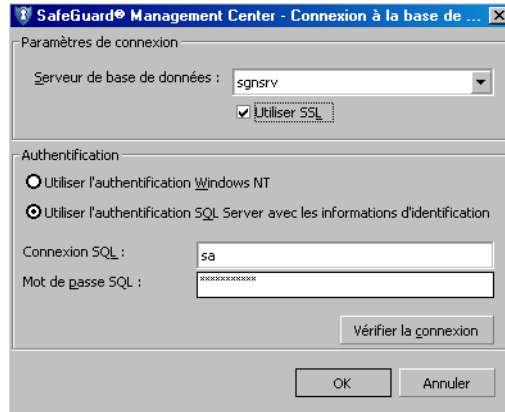 SafeGuard® Management Center - Connexion à la base de ...
Paramètres de connexion
Serveur de base de données :
sgnsrv
Utiliser SSL
Authentification
Utiliser l'authentification Windows NT
Utiliser l'authentification SQL Server avec les informations d'identification
Connexion SQL :
sa
Mot de passe SQL :
***********
Vérifier la connexion
OK Annuler